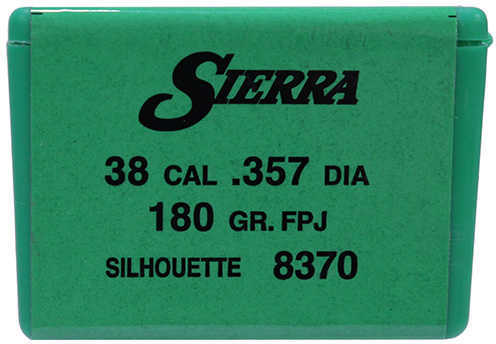 SIERRA
38 CAL .357 DIA
180 GR. FPJ
SILHOUETTE 8370